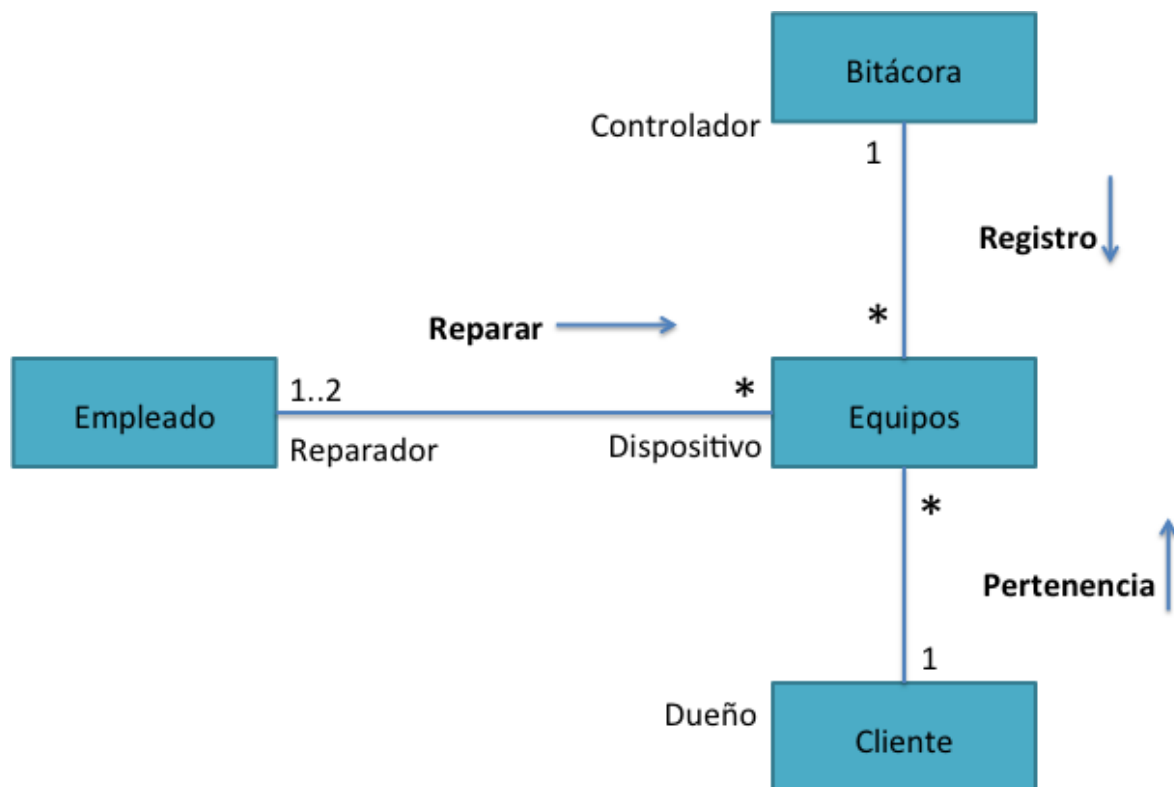 Bitácora
Controlador
1
Registro
*
Reparar
Empleado
1..2
*
Reparador
Dispositivo
Equipos
*
Pertenencia
1
Dueño
Cliente